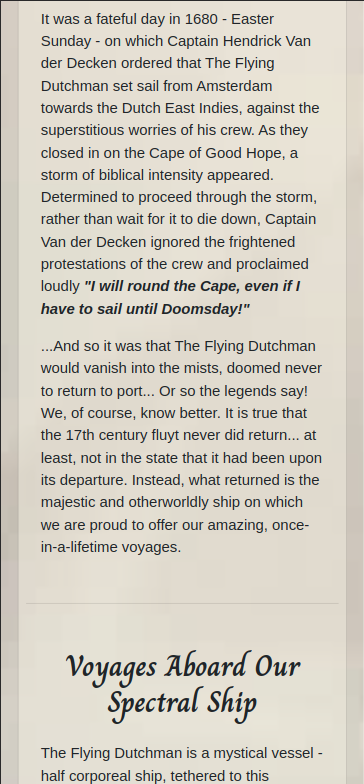 It was a fateful day in 1680 - Easter
Sunday - on which Captain Hendrick Van
der Decken ordered that The Flying
Dutchman set sail from Amsterdam
towards the Dutch East Indies, against the
superstitious worries of his crew. As they
closed in on the Cape of Good Hope, a
storm of biblical intensity appeared.
Determined to proceed through the storm,
rather than wait for it to die down, Captain
Van der Decken ignored the frightened
protestations of the crew and proclaimed
loudly "I will round the Cape, even if I
have to sail until Doomsday!"
...And so it was that The Flying Dutchman
would vanish into the mists, doomed never
to return to port... Or so the legends say!
We, of course, know better. It is true that
the 17th century fluyt never did return... at
least, not in the state that it had been upon
its departure. Instead, what returned is the
majestic and otherworldly ship on which
we are proud to offer our amazing, once-
in-a-lifetime voyages.
Voyages Aboard Our
Spectral Ship
The Flying Dutchman is a mystical vessel -
half corporeal ship, tethered to this